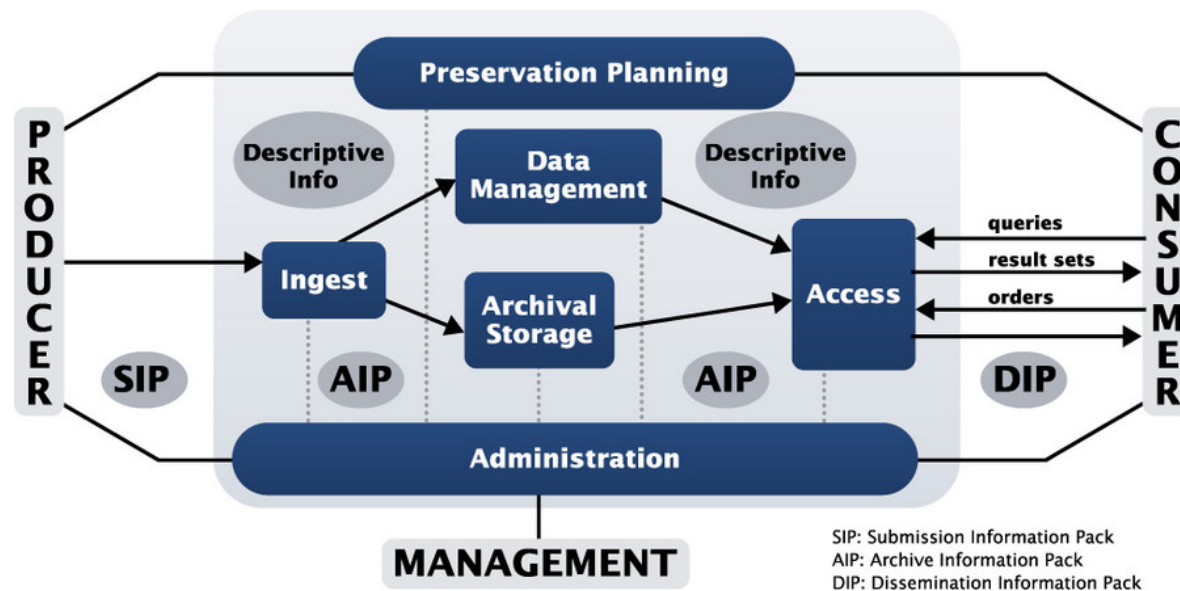 Preservation Planning
PRODUCER
CONSUMER
Descriptive
Info
Data
Management
Descriptive
Info
queries
result sets
orders
Ingest
Archival
Storage
Access
SIP
AIP
AIP
DIP
Administration
MANAGEMENT
SIP: Submission Information Pack
AIP: Archive Information Pack
DIP: Dissemination Information Pack